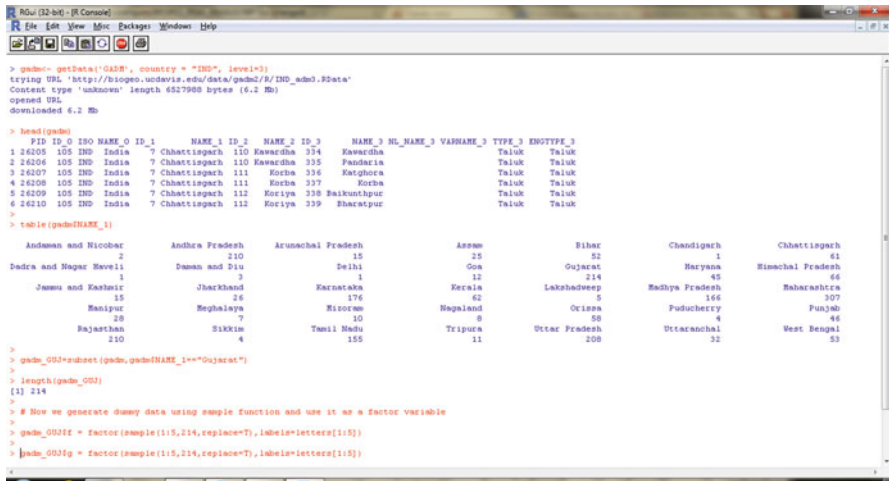 RGui (32-bit) - [R Console]
File Edit View Misc Packages Windows Help
> gadm<- getData('GADM', country = "IND", level=3)
trying URL 'http://biogeo.ucdavis.edu/data/gadm2/R/IND_adm3.RData'
Content type 'unknown' length 6527988 bytes (6.2 Mb)
opened URL
downloaded 6.2 Mb
> head(gadm)
PID ID_0 ISO NAME_0 ID_1 NAME_1 ID_2 NAME_2 ID_3 NAME_3 NL_NAME_3 VARNAME_3 TYPE_3 ENGTYPE_3
1 26205 105 IND India 7 Chhattisgarh 110 Kawardha 334 Kawardha Taluk Taluk
2 26206 105 IND India 7 Chhattisgarh 110 Kawardha 335 Pandaria Taluk Taluk
3 26207 105 IND India 7 Chhattisgarh 111 Korba 336 Katghora Taluk Taluk
4 26208 105 IND India 7 Chhattisgarh 111 Korba 337 Korba Taluk Taluk
5 26209 105 IND India 7 Chhattisgarh 112 Koriya 338 Baikunthpur Taluk Taluk
6 26210 105 IND India 7 Chhattisgarh 112 Koriya 339 Bharatpur Taluk Taluk
>
> table(gadm$NAME_1)
Andaman and Nicobar Andhra Pradesh Arunachal Pradesh Assam Bihar Chandigarh Chhattisgarh
2 210 15 25 52 1 61
Dadra and Nagar Haveli Daman and Diu Delhi Goa Gujarat Haryana Himachal Pradesh
1 3 1 12 214 45 66
Jammu and Kashmir Jharkhand Karnataka Kerala Lakshadweep Madhya Pradesh Maharashtra
15 26 176 62 5 166 307
Manipur Meghalaya Mizoram Nagaland Orissa Puducherry Punjab
28 7 10 8 58 4 46
Rajasthan Sikkim Tamil Nadu Tripura Uttar Pradesh Uttaranchal West Bengal
210 4 155 11 208 32 53
>
> gadm_GUJ=subset(gadm,gadm$NAME_1=="Gujarat")
>
> length(gadm_GUJ)
[1] 214
>
> # Now we generate dummy data using sample function and use it as a factor variable
>
> gadm_GUJ$f = factor(sample(1:5,214,replace=T),labels=letters[1:5])
>
> gadm_GUJ$g = factor(sample(1:5,214,replace=T),labels=letters[1:5])